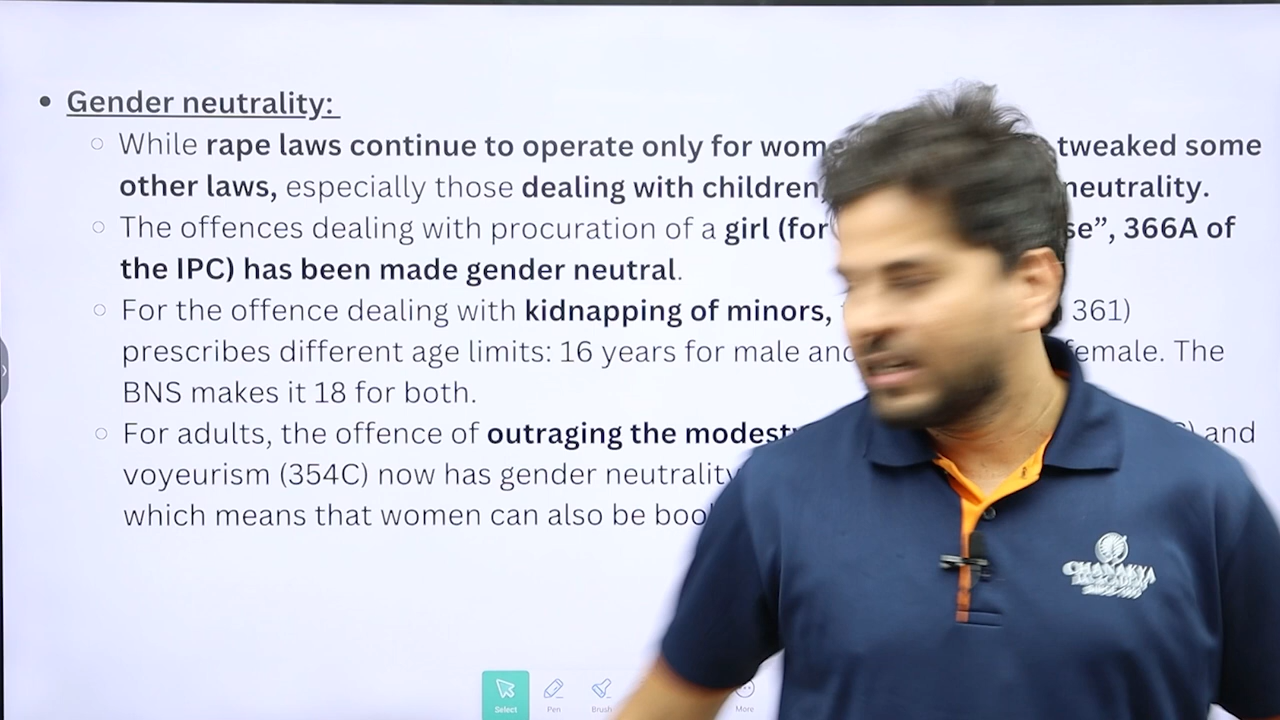 Gender neutrality:
While rape laws continue to operate only for tweaked some
other laws, especially those dealing with children, neutrality.
The offences dealing with procuration of a girl (for se”, 366A of
the IPC) has been made gender neutral.
For the offence dealing with kidnapping of minors, 361)
prescribes different age limits: 16 years for male and female. The
BNS makes it 18 for both.
For adults, the offence of outraging the and
voyeurism (354C) now has gender neutrality
which means that women can also be
Select
Pen
Brush
More
CHANAKYA